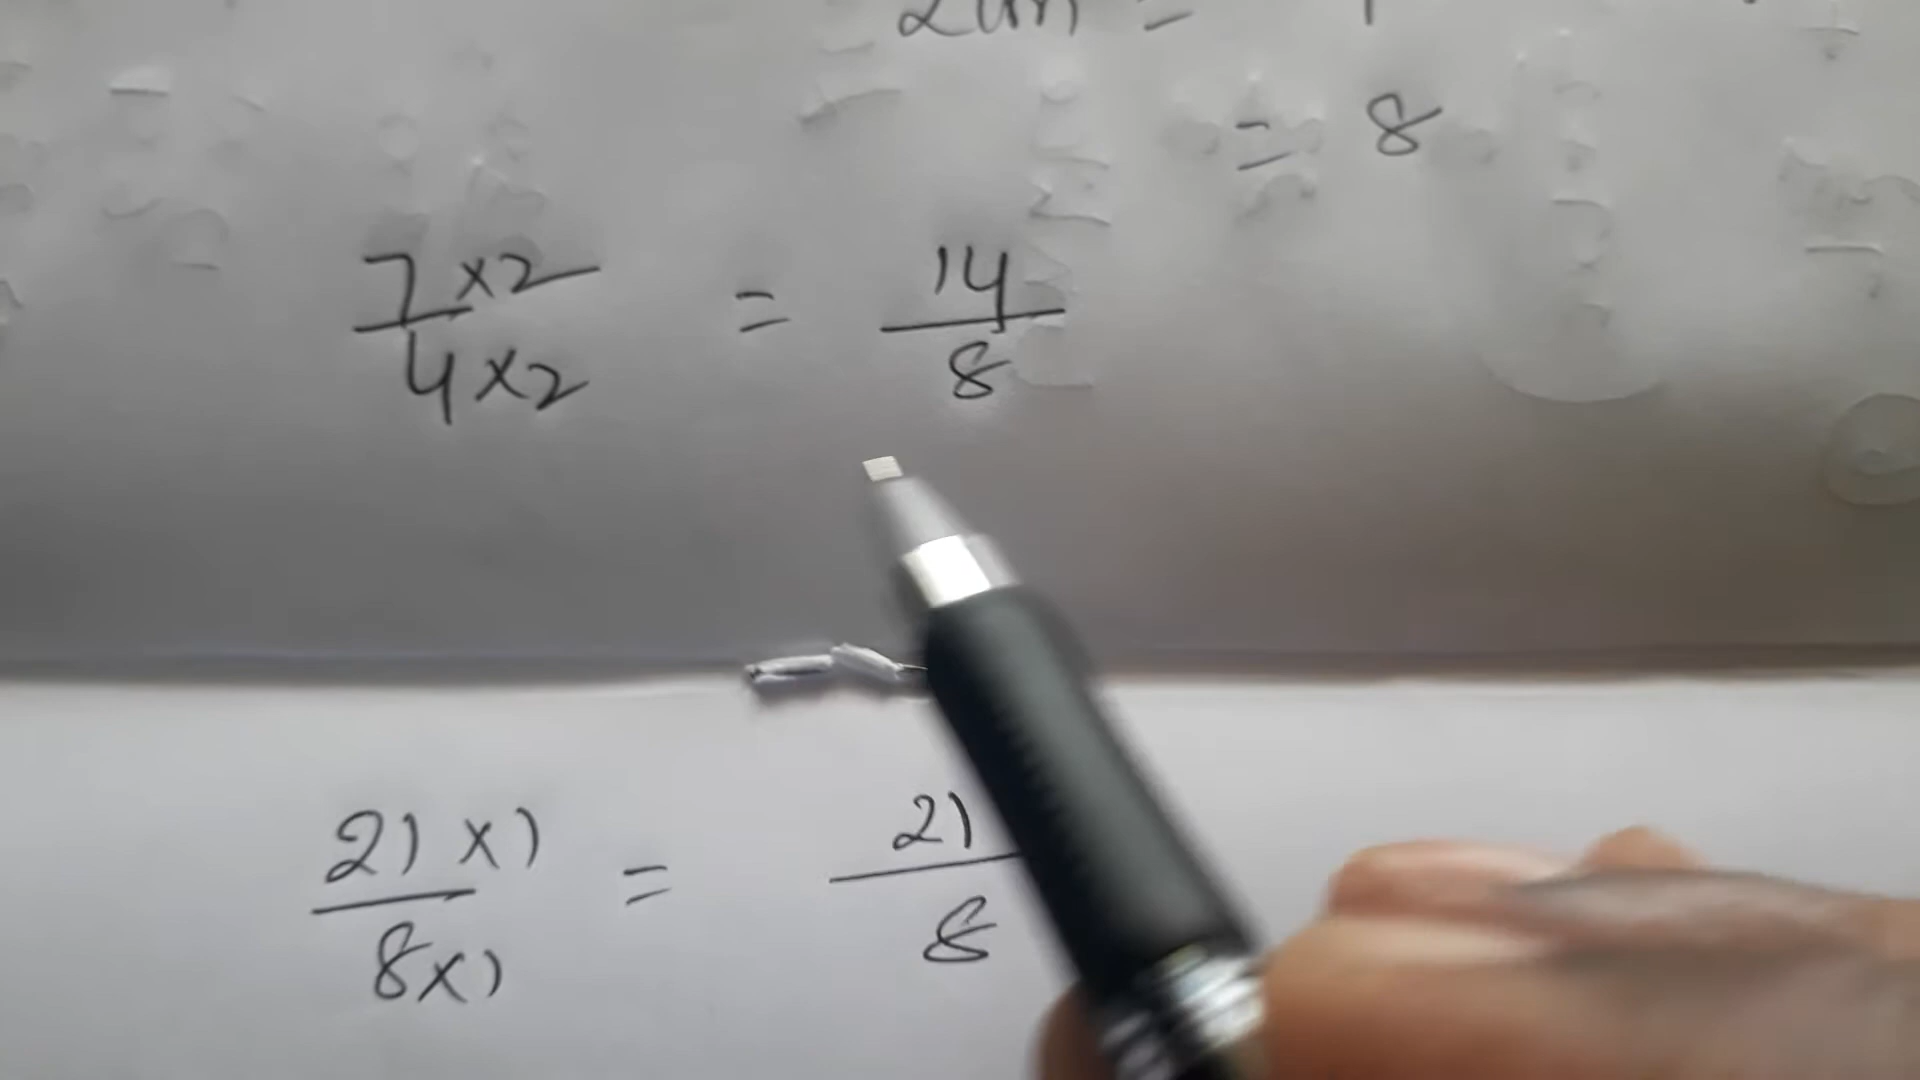 = 8
7×2/4×2 = 14/8
21×1/8×1 = 21/8